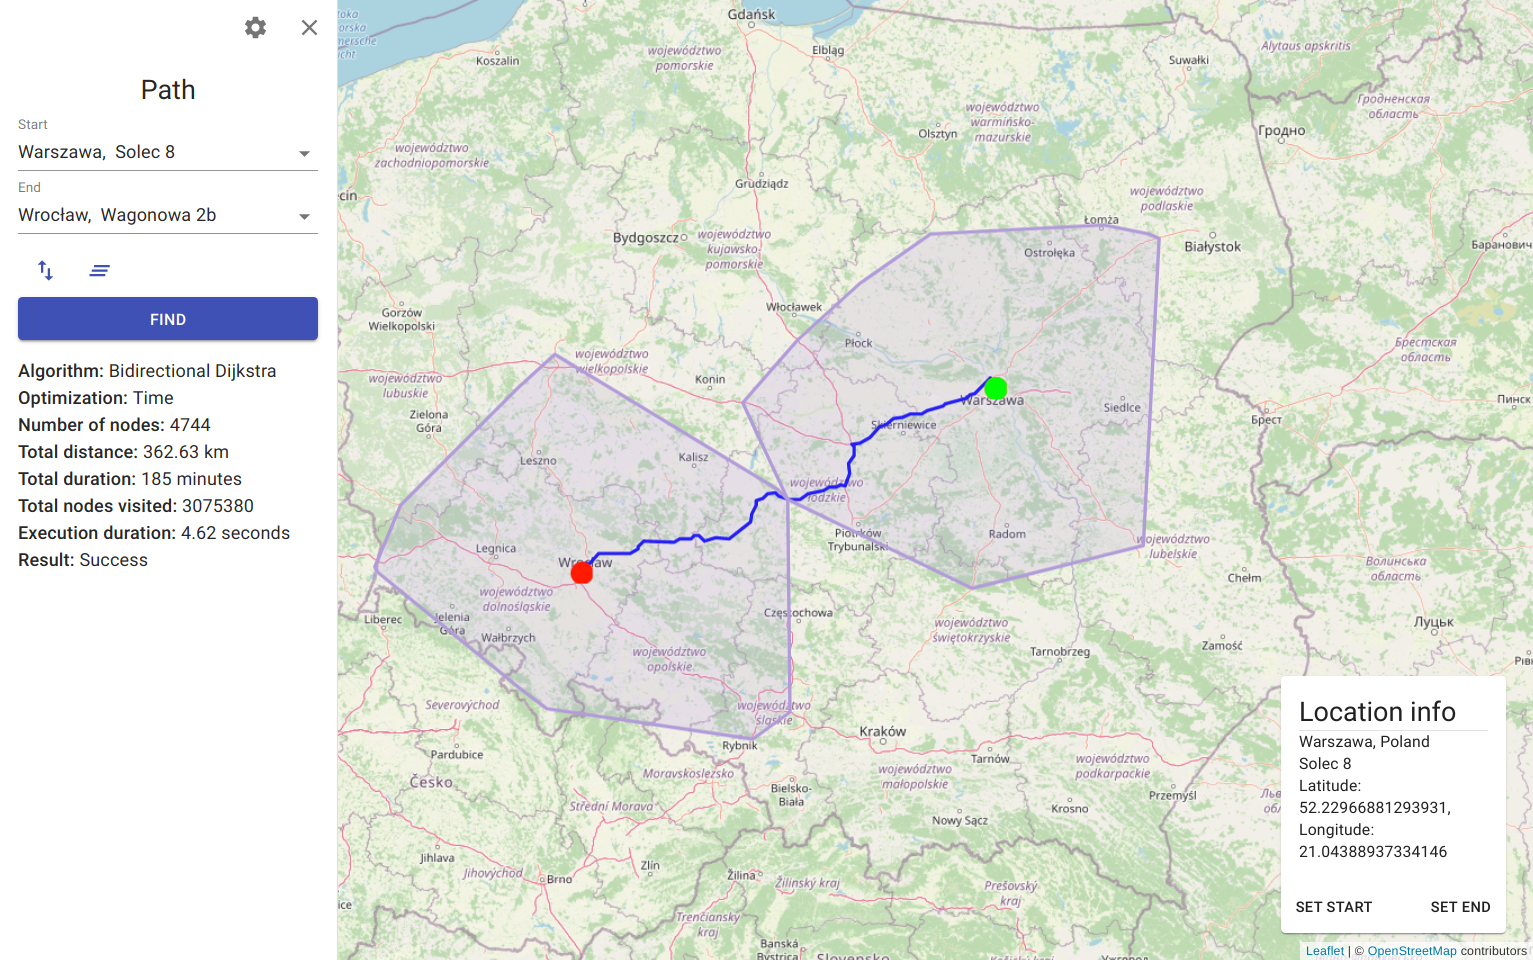 Path
Start
Warszawa,  Solec 8
End
Wrocław,  Wagonowa 2b
FIND
Algorithm: Bidirectional Dijkstra
Optimization: Time
Number of nodes: 4744
Total distance: 362.63 km
Total duration: 185 minutes
Total nodes visited: 3075380
Execution duration: 4.62 seconds
Result: Success
Gdańsk
Elbląg
Koszalin
województwo
pomorskie
Suwałki
Alytaus apskritis
Гродненская
область
województwo
warmińsko-
mazurskie
Olsztyn
Гродно
województwo
zachodniopomorskie
Grudziądz
województwo
podlaskie
Łomża
Bydgoszcz
województwo
kujawsko-
pomorskie
Ostrołęka
Białystok
Баранович
Włocławek
Gorzów
Wielkopolski
Płock
Брестская
область
województwo
wielkopolskie
województwo
lubuskie
Konin
Warszawa
Siedlce
Пинск
Zielona
Góra
Skierniewice
Брест
Leszno
Kalisz
województwo
łódzkie
Piotrków
Trybunalski
Radom
województwo
lubelskie
Legnica
Wrocław
Chełm
Волинська
область
województwo
dolnośląskie
Liberec
Jelenia
Góra
Częstochowa
Луцьк
Wałbrzych
województwo
świętokrzyskie
województwo
opolskie
Tarnobrzeg
Zamość
Severovýchod
województwo
śląskie
Kraków
Rybnik
Pardubice
Česko
Moravskoslezsko
Tarnów
województwo
małopolskie
województwo
podkarpackie
Bielsko-
Biała
Przemyśl
Střední Morava
Krosno
Nowy Sącz
Jihlava
Jihovýchod
Zlín
Brno
Žilina
Žilinský kraj
Prešovský
kraj
Trenčiansky
kraj
Banská
Bystrica
Slovensko
Ужгород
Location info
Warszawa, Poland
Solec 8
Latitude:
52.22966881293931,
Longitude:
21.04388937334146
SET START
SET END
Leaflet | © OpenStreetMap contributors